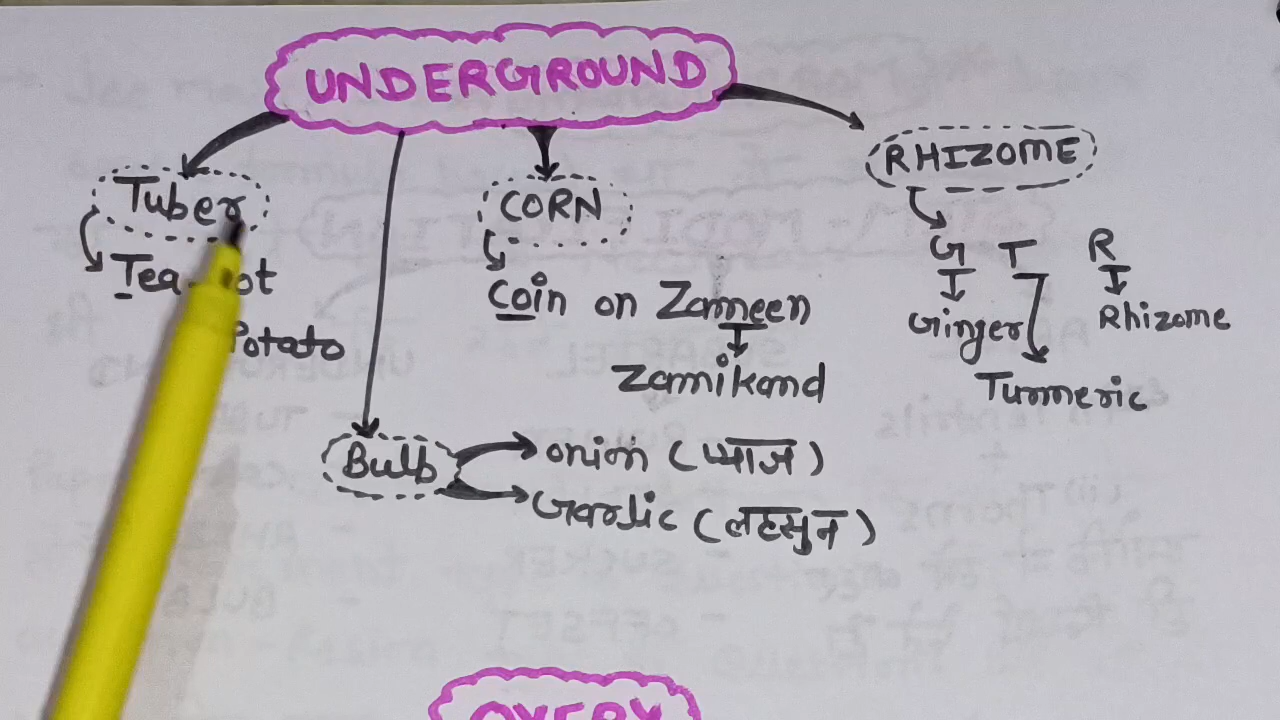 UNDERGROUND
Tuber
Tea
Potato
CORN
Coin on Zameen
Zamikand
RHIZOME
G T R
Ginger
Turmeric
Rhizome
Bulb
onion (प्याज)
Garlic (लहसुन)